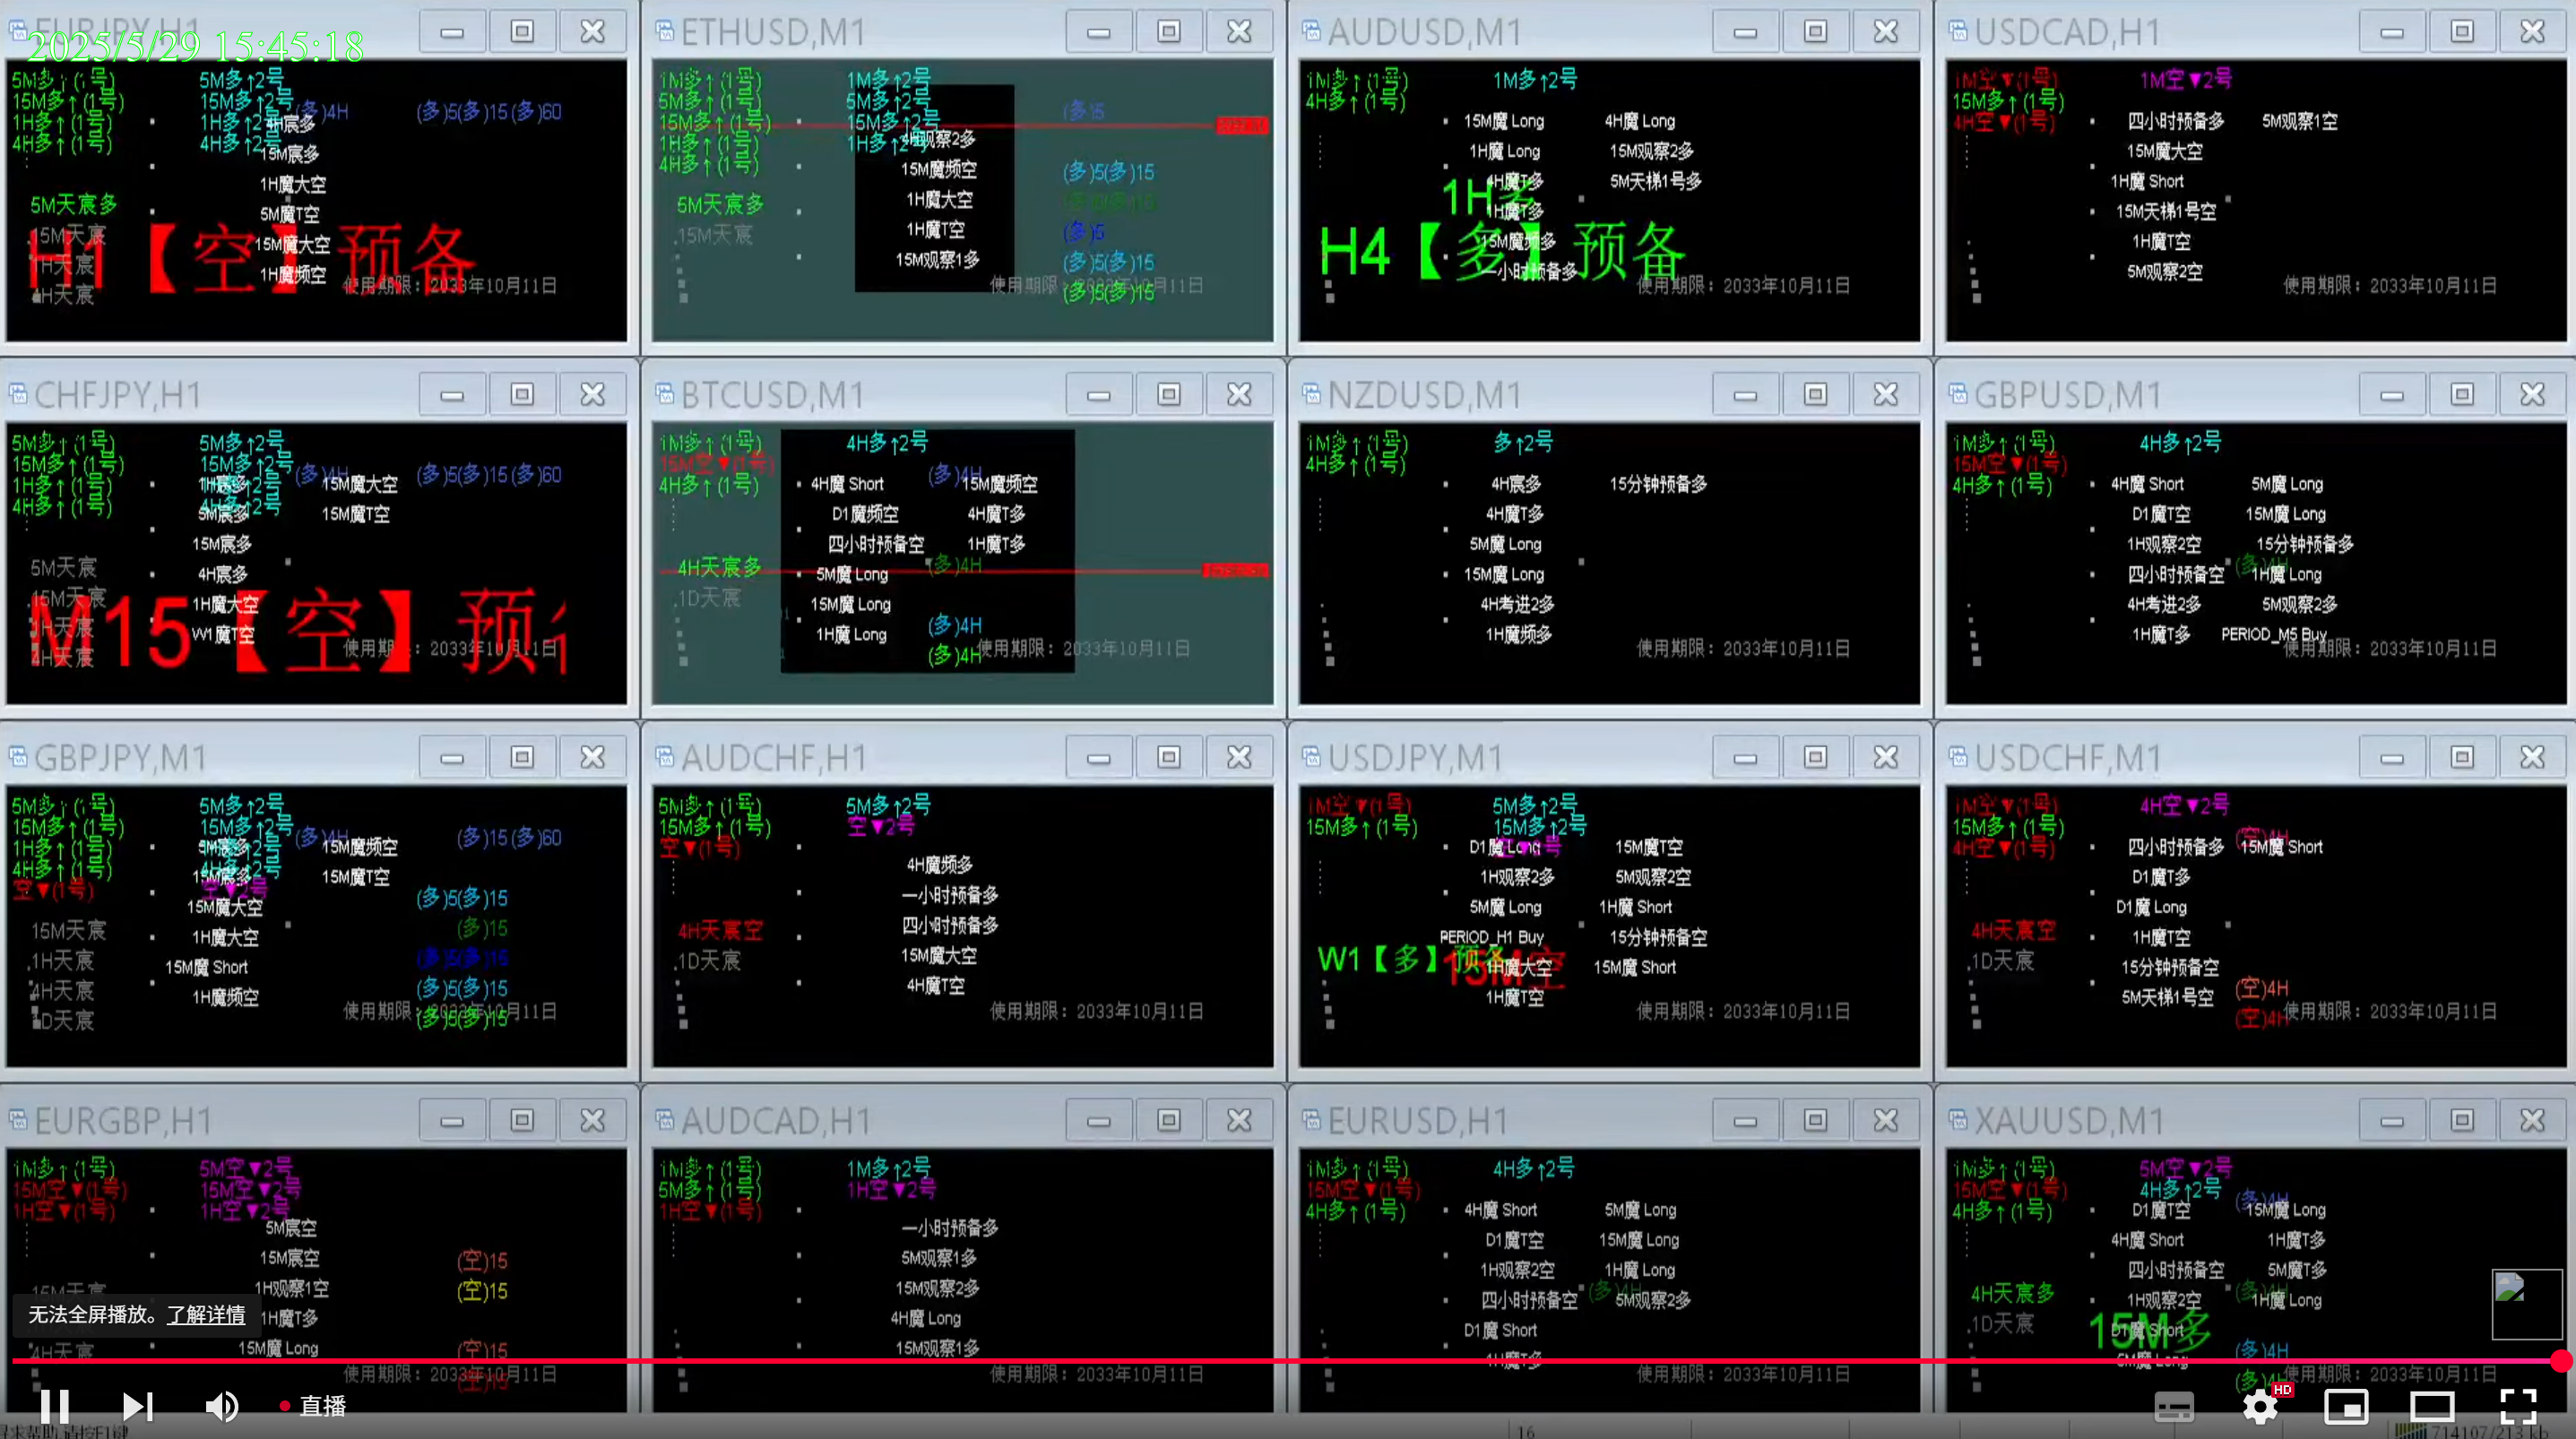 EURJPY,H1
2025/5/29 15:45:18
5M多↑(1号)
15M多↑(1号)
1H多↑(1号)
4H多↑(1号)
5M多↑2号
15M多↑2号
1H多↑2号
4H多↑2号
(多)4H
(多)5(多)15(多)60
4H宸多
15M宸多
1H魔大空
5M魔T空
15M魔大空
1H魔频空
5M天宸多
15M天宸
1H天宸
4H天宸
H1【空】预备
使用期限：2033年10月11日
ETHUSD,M1
1M多↑(1号)
5M多↑(1号)
15M多↑(1号)
1H多↑(1号)
4H多↑(1号)
1M多↑2号
5M多↑2号
15M多↑2号
1H多↑2号
观察2多
15M魔频空
1H魔大空
1H魔T空
15M观察1多
5M天宸多
15M天宸
(多)15
(多)5(多)15
(多)5
(多)5(多)15
(多)5(多)15
使用期限：2033年10月11日
AUDUSD,M1
1M多↑(1号)
4H多↑(1号)
1M多↑2号
15M魔 Long
4H魔 Long
1H魔 Long
15M观察2多
4H魔T多
5M天梯1号多
1H魔T多
15M魔频多
一小时预备多
1H多
H4【多】预备
使用期限：2033年10月11日
USDCAD,H1
1M空▼(1号)
15M多↑(1号)
4H空▼(1号)
1M空▼2号
四小时预备多
5M观察1空
15M魔大空
1H魔 Short
15M天梯1号空
1H魔T空
5M观察2空
使用期限：2033年10月11日
CHFJPY,H1
5M多↑(1号)
15M多↑(1号)
1H多↑(1号)
4H多↑(1号)
5M多↑2号
15M多↑2号
4H多↑2号
(多)4H
(多)5(多)15(多)60
1H宸多
15M魔大空
5M宸多
15M魔T空
15M宸多
4H宸多
1H魔大空
W1魔T空
5M天宸
15M天宸
1H天宸
4H天宸
M15【空】预
使用期限：2033年10月11日
BTCUSD,M1
1M多↑(1号)
15M空▼(1号)
4H多↑(1号)
4H多↑2号
4H魔 Short
(多)4H
15M魔频空
D1魔频空
4H魔T多
四小时预备空
1H魔T多
5M魔 Long
(多)4H
15M魔 Long
1H魔 Long
(多)4H
(多)4H
4H天宸多
1D天宸
使用期限：2033年10月11日
NZDUSD,M1
1M多↑(1号)
4H多↑(1号)
多↑2号
4H宸多
15分钟预备多
4H魔T多
5M魔 Long
15M魔 Long
4H考进2多
1H魔频多
使用期限：2033年10月11日
GBPUSD,M1
1M多↑(1号)
15M空▼(1号)
4H多↑(1号)
4H多↑2号
4H魔 Short
5M魔 Long
D1魔T空
15M魔 Long
1H观察2空
15分钟预备多
四小时预备空
1H魔 Long
4H考进2多
5M观察2多
1H魔T多
PERIOD_M5 Buy
使用期限：2033年10月11日
GBPJPY,M1
5M多↑(1号)
15M多↑(1号)
1H多↑(1号)
4H多↑(1号)
空▼(1号)
5M多↑2号
15M多↑2号
4H多↑2号
空▼2号
(多)4H
(多)15(多)60
5M宸多
15M魔频空
15M宸多
15M魔T空
15M魔大空
1H魔大空
15M魔 Short
1H魔频空
(多)5(多)15
(多)15
(多)5(多)15
(多)5(多)15
(多)5(多)15
15M天宸
1H天宸
4H天宸
1D天宸
使用期限：2033年10月11日
AUDCHF,H1
5M多↑(1号)
15M多↑(1号)
空▼(1号)
5M多↑2号
空▼2号
4H魔频多
一小时预备多
四小时预备多
15M魔大空
4H魔T空
4H天宸空
1D天宸
使用期限：2033年10月11日
USDJPY,M1
1M空▼(1号)
15M多↑(1号)
5M多↑2号
15M多↑2号
D1魔 Long
15M魔T空
1H观察2多
5M观察2空
5M魔 Long
1H魔 Short
PERIOD_H1 Buy
15分钟预备空
1H魔大空
15M魔 Short
1H魔T空
W1【多】预备
15M空
使用期限：2033年10月11日
USDCHF,M1
1M空▼(1号)
15M多↑(1号)
4H空▼(1号)
4H空▼2号
(空)4H
四小时预备多
15M魔 Short
D1魔T多
D1魔 Long
1H魔T空
15分钟预备空
5M天梯1号空
4H天宸空
1D天宸
(空)4H
(空)4H
使用期限：2033年10月11日
EURGBP,H1
1M多↑(1号)
15M空▼(1号)
1H空▼(1号)
5M空▼2号
15M空▼2号
1H空▼2号
5M宸空
15M宸空
1H观察1空
1H魔T多
15M魔 Long
(空)15
(空)15
(空)15
(空)15
15M天宸
4H天宸
使用期限：2033年10月11日
AUDCAD,H1
1M多↑(1号)
5M多↑(1号)
1H空▼(1号)
1M多↑2号
1H空▼2号
一小时预备多
5M观察1多
15M观察2多
4H魔 Long
15M观察1多
使用期限：2033年10月11日
EURUSD,H1
1M多↑(1号)
15M空▼(1号)
4H多↑(1号)
4H多↑2号
4H魔 Short
5M魔 Long
D1魔T空
15M魔 Long
1H观察2空
1H魔 Long
四小时预备空
(多)4H
5M观察2多
D1魔 Short
1H魔T多
使用期限：2033年10月11日
XAUUSD,M1
1M多↑(1号)
15M空▼(1号)
4H多↑(1号)
5M空▼2号
4H多↑2号
(多)4H
D1魔T空
15M魔 Long
4H魔 Short
1H魔T多
四小时预备空
5M魔T多
1H观察2空
1H魔 Long
D1魔 Short
5M魔 Long
4H天宸多
1D天宸
15M多
(多)4H
(多)4H
使用期限：2033年10月11日
无法全屏播放。了解详情
直播
HD
16
714107/213 kb